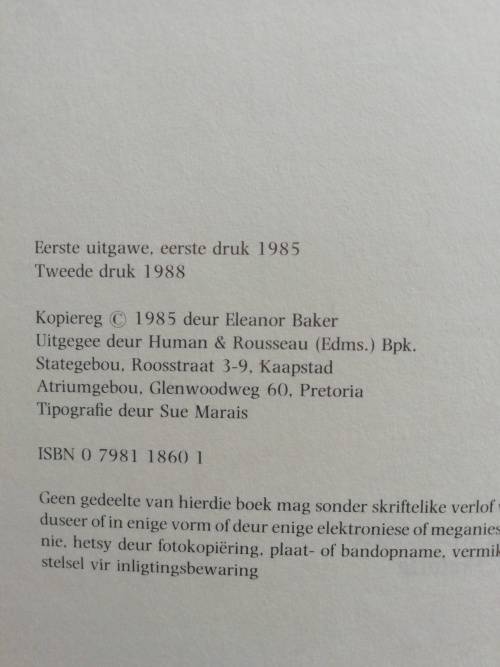 Eerste uitgawe, eerste druk 1985
Tweede druk 1988
Kopiereg © 1985 deur Eleanor Baker
Uitgegee deur Human & Rousseau (Edms.) Bpk.
Stategebou, Roosstraat 3-9, Kaapstad
Atriumgebou, Glenwoodweg 60, Pretoria
Tipografie deur Sue Marais
ISBN 0 7981 1860 1
Geen gedeelte van hierdie boek mag sonder skriftelike verlof
duseer of in enige vorm of deur enige elektroniese of meganies
nie, hetsy deur fotokopiëring, plaat- of bandopname, vermik
stelsel vir inligtingsbewaring